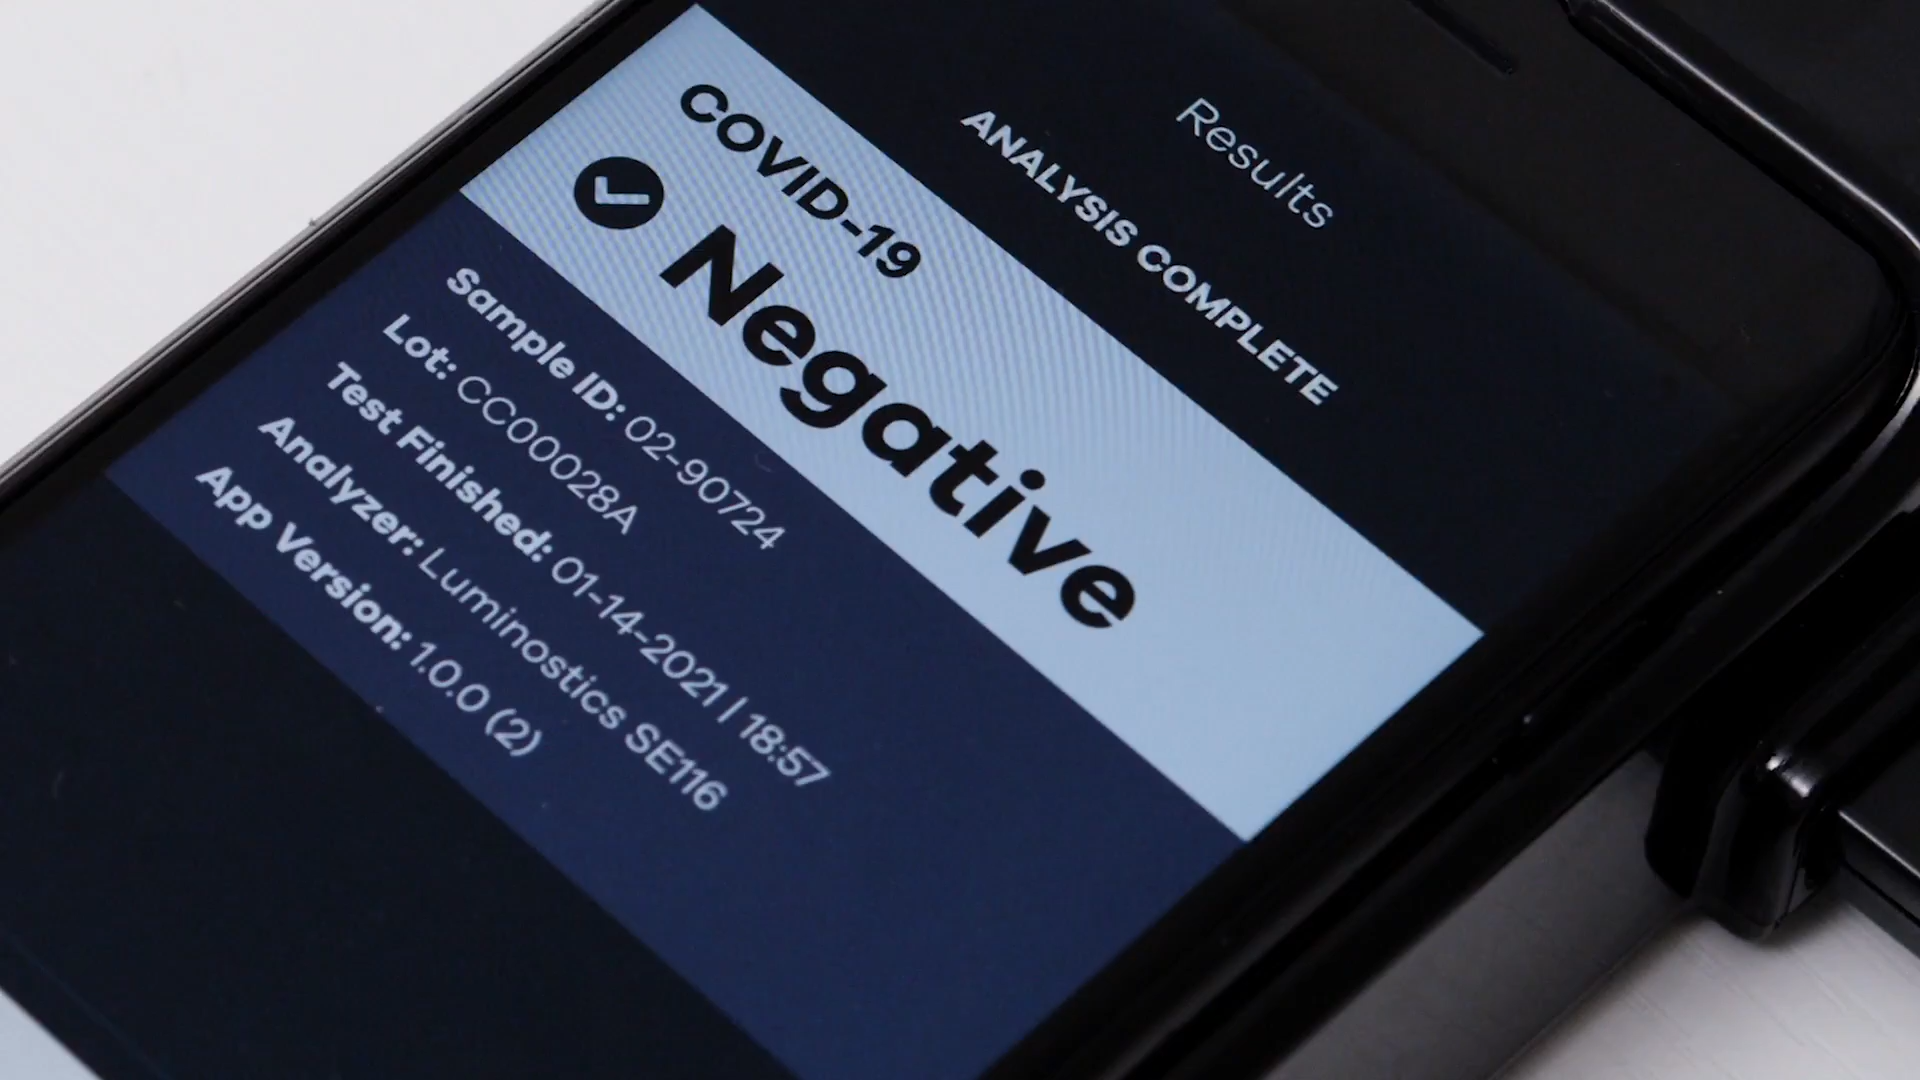 Results
ANALYSIS COMPLETE
COVID-19
Negative
Sample ID: 02-90724
Lot: CC00028A
Test Finished: 01-14-2021 | 18:57
Analyzer: Luminostics SE116
App Version: 1.0.0 (2)